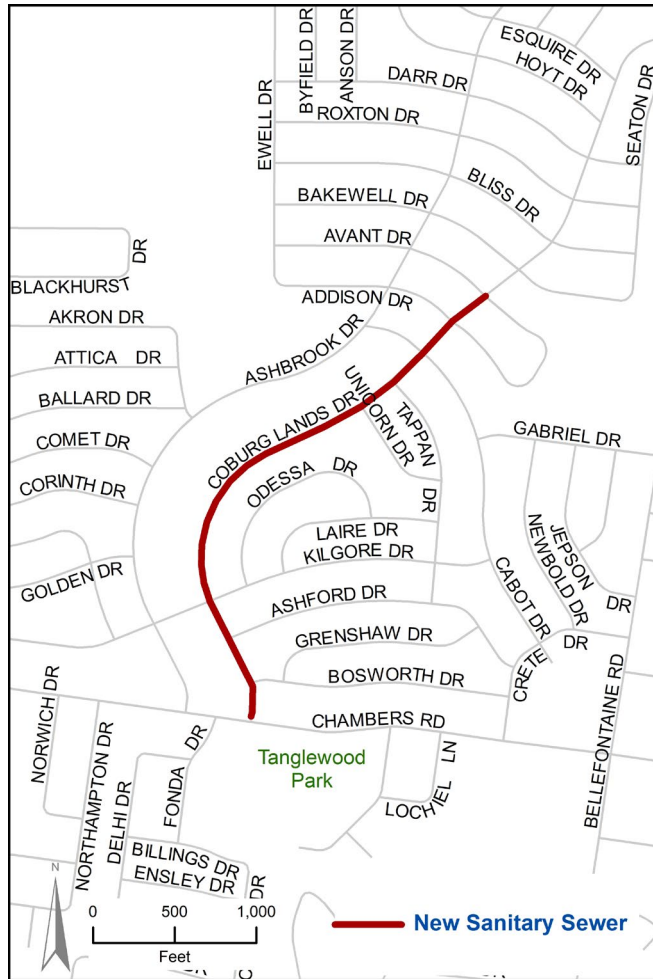 ESQUIRE DR
HOYT DR
BYFIELD DR
ANSON DR
DARR DR
EWELL DR
ROXTON DR
SEATON DR
BLISS DR
BAKEWELL DR
AVANT DR
DR
BLACKHURST
ADDISON DR
AKRON DR
ASHBROOK DR
ATTICA DR
BALLARD DR
UNICORN DR
TAPPAN DR
COBURG LANDS DR
COMET DR
GABRIEL DR
ODESSA DR
CORINTH DR
LAIRE DR
KILGORE DR
JEPSON DR
NEWBOLD DR
GOLDEN DR
ASHFORD DR
CABOT DR
GRENSHAW DR
CRETE DR
BOSWORTH DR
BELLEFONTAINE RD
NORWICH DR
CHAMBERS RD
NORTHAMPTON DR
FONDA DR
Tanglewood
Park
DELHI DR
LOCHIEL LN
BILLINGS DR
ENSLEY DR
DR
N
0 500 1,000
Feet
New Sanitary Sewer